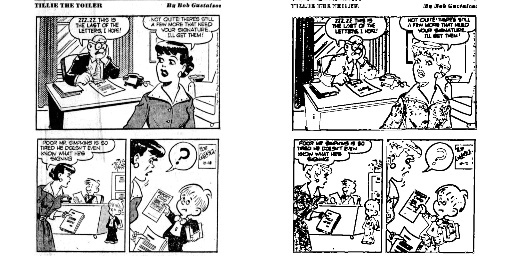 TILLIE THE TOILER
By Bob Gustafson
ZZZ.ZZ THIS IS
THE LAST OF THE
LETTERS, I HOPE!
NOT QUITE! THERE'S STILL
A FEW MORE THAT NEED
YOUR SIGNATURE..
I'LL GET THEM!
POOR MR. SIMPKINS IS SO
TIRED HE DOESN'T EVEN
KNOW WHAT HE'S
SIGNING
?
TILLIE THE TOILER
By Bob Gustafson
ZZZ.ZZ THIS IS
THE LAST OF THE
LETTERS, I HOPE!
NOT QUITE! THERE'S STILL
A FEW MORE THAT NEED
YOUR SIGNATURE..
I'LL GET THEM!
POOR MR. SIMPKINS IS SO
TIRED HE DOESN'T EVEN
KNOW WHAT HE'S
SIGNING
?